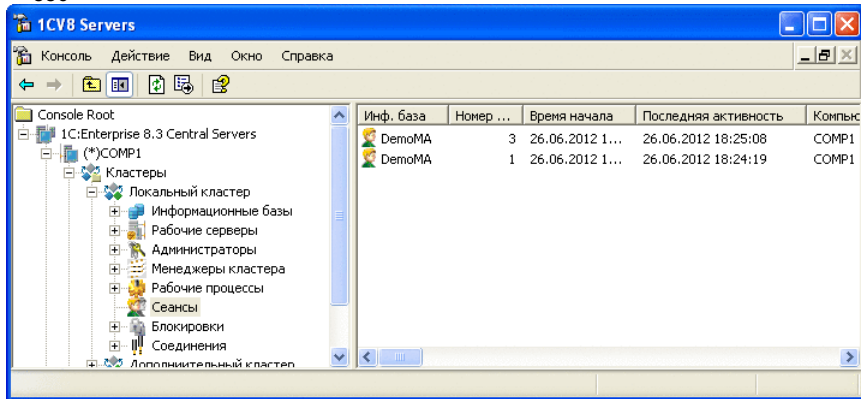 1CV8 Servers
Консоль Действие Вид Окно Справка
Console Root
1C:Enterprise 8.3 Central Servers
(*)COMP1
Кластеры
Локальный кластер
Информационные базы
Рабочие серверы
Администраторы
Менеджеры кластера
Рабочие процессы
Сеансы
Блокировки
Соединения
Дополнительный кластер
Инф. база Номер ... Время начала Последняя активность Компьк
DemoMA 3 26.06.2012 1... 26.06.2012 18:25:08 COMP1
DemoMA 1 26.06.2012 1... 26.06.2012 18:24:19 COMP1